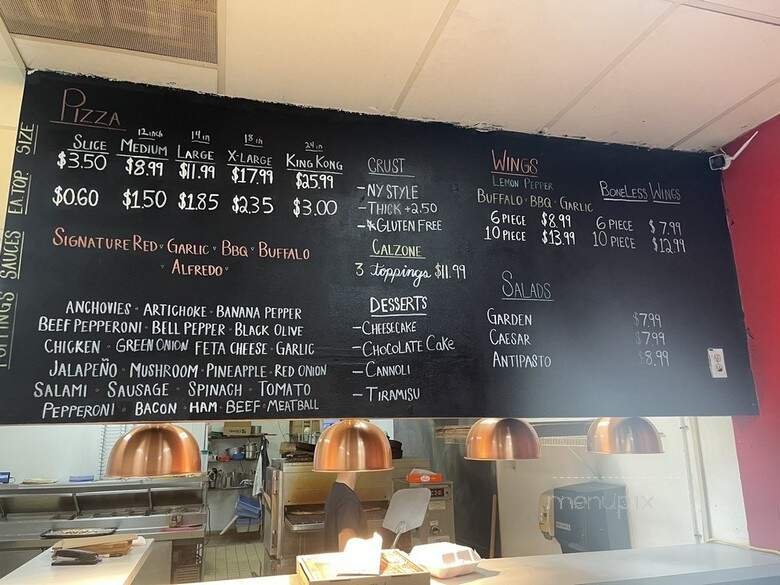 PIZZA
SIZE
SLICE MEDIUM LARGE X-LARGE KING KONG
12 inch 14 in 18 in 24 in
$3.50 $8.99 $11.99 $17.99 $25.99
EA.TOP
$0.60 $1.50 $1.85 $2.35 $3.00
SAUCES
SIGNATURE RED · GARLIC · BBQ · BUFFALO
· ALFREDO ·
TOPPINGS
ANCHOVIES · ARTICHOKE · BANANA PEPPER
BEEF PEPPERONI · BELL PEPPER · BLACK OLIVE
CHICKEN · GREEN ONION FETA CHEESE · GARLIC
JALAPEÑO · MUSHROOM · PINEAPPLE · RED ONION
SALAMI · SAUSAGE · SPINACH · TOMATO
PEPPERONI · BACON · HAM · BEEF · MEATBALL
CRUST
- NY STYLE
- THICK +2.50
- *GLUTEN FREE
CALZONE
3 toppings $11.99
DESSERTS
- CHEESECAKE
- CHOCOLATE CAKE
- CANNOLI
- TIRAMISU
WINGS
LEMON PEPPER
BUFFALO · BBQ · GARLIC
6 PIECE $8.99
10 PIECE $13.99
BONELESS WINGS
6 PIECE $7.99
10 PIECE $12.99
SALADS
GARDEN $7.99
CAESAR $7.99
ANTIPASTO $8.99
menupix